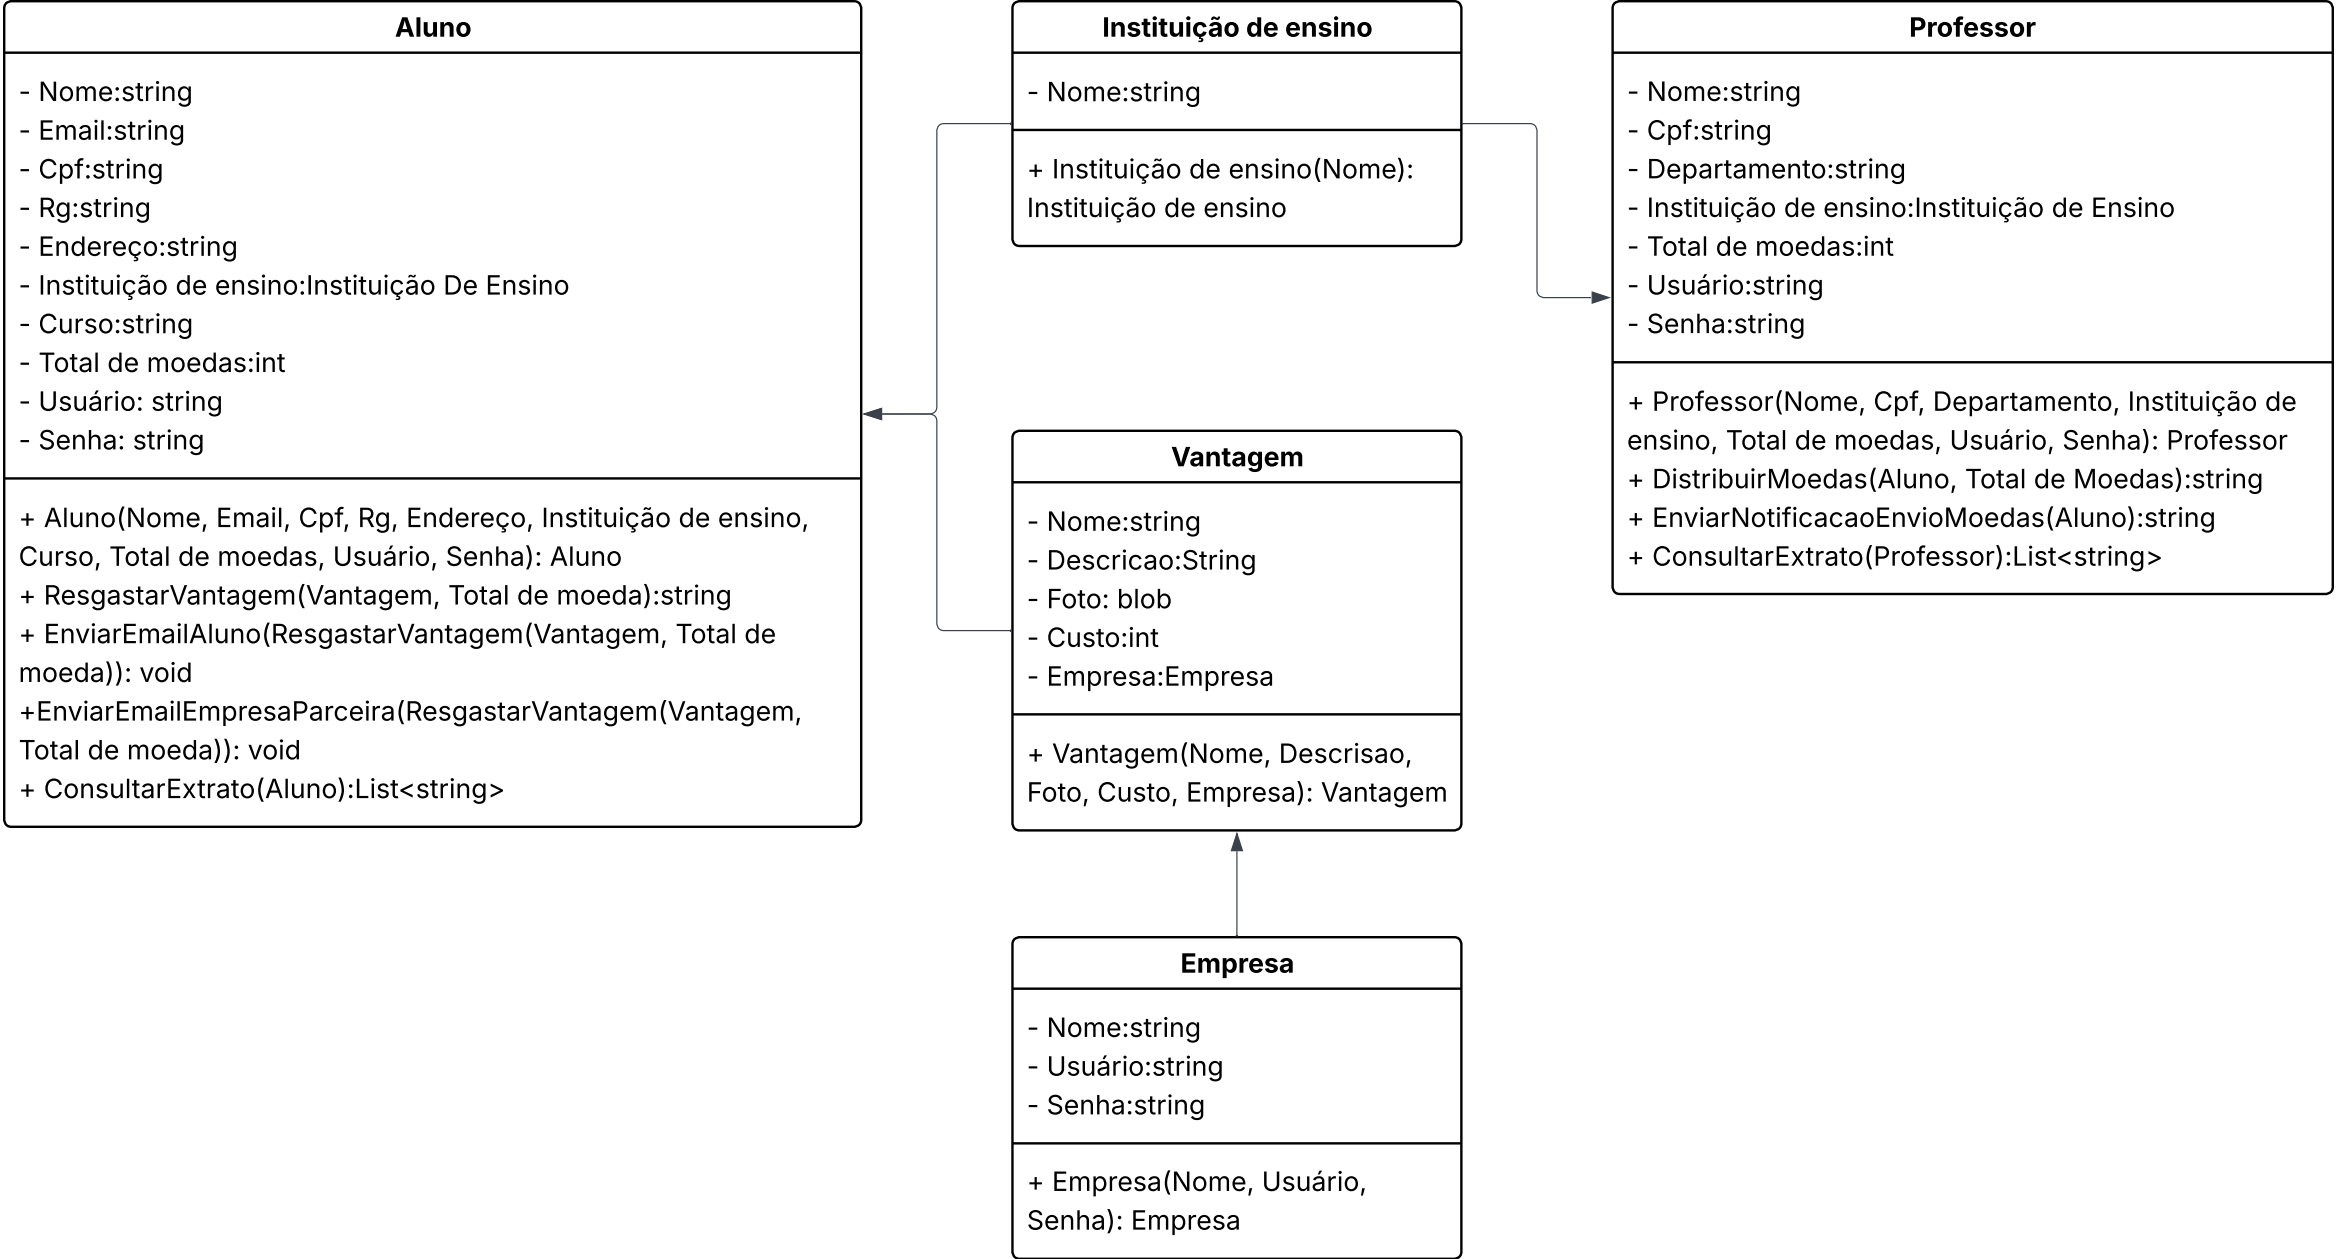 Aluno
- Nome:string
- Email:string
- Cpf:string
- Rg:string
- Endereço:string
- Instituição de ensino:Instituição De Ensino
- Curso:string
- Total de moedas:int
- Usuário: string
- Senha: string
+ Aluno(Nome, Email, Cpf, Rg, Endereço, Instituição de ensino,
Curso, Total de moedas, Usuário, Senha): Aluno
+ ResgastarVantagem(Vantagem, Total de moeda):string
+ EnviarEmailAluno(ResgastarVantagem(Vantagem, Total de
moeda)): void
+EnviarEmailEmpresaParceira(ResgastarVantagem(Vantagem,
Total de moeda)): void
+ ConsultarExtrato(Aluno):List<string>
Instituição de ensino
- Nome:string
+ Instituição de ensino(Nome):
Instituição de ensino
Vantagem
- Nome:string
- Descricao:String
- Foto: blob
- Custo:int
- Empresa:Empresa
+ Vantagem(Nome, Descrisao,
Foto, Custo, Empresa): Vantagem
Empresa
- Nome:string
- Usuário:string
- Senha:string
+ Empresa(Nome, Usuário,
Senha): Empresa
Professor
- Nome:string
- Cpf:string
- Departamento:string
- Instituição de ensino:Instituição de Ensino
- Total de moedas:int
- Usuário:string
- Senha:string
+ Professor(Nome, Cpf, Departamento, Instituição de
ensino, Total de moedas, Usuário, Senha): Professor
+ DistribuirMoedas(Aluno, Total de Moedas):string
+ EnviarNotificacaoEnvioMoedas(Aluno):string
+ ConsultarExtrato(Professor):List<string>